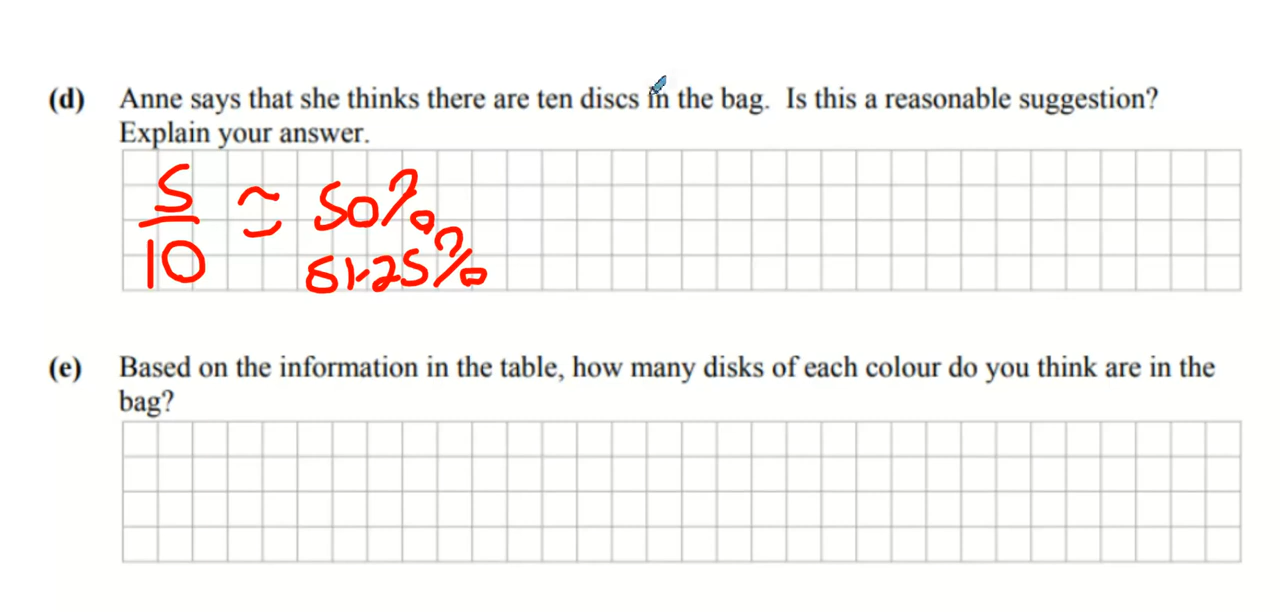 (d) Anne says that she thinks there are ten discs in the bag. Is this a reasonable suggestion?
Explain your answer.
5/10 ≃ 50%
51.25%
(e) Based on the information in the table, how many disks of each colour do you think are in the
bag?